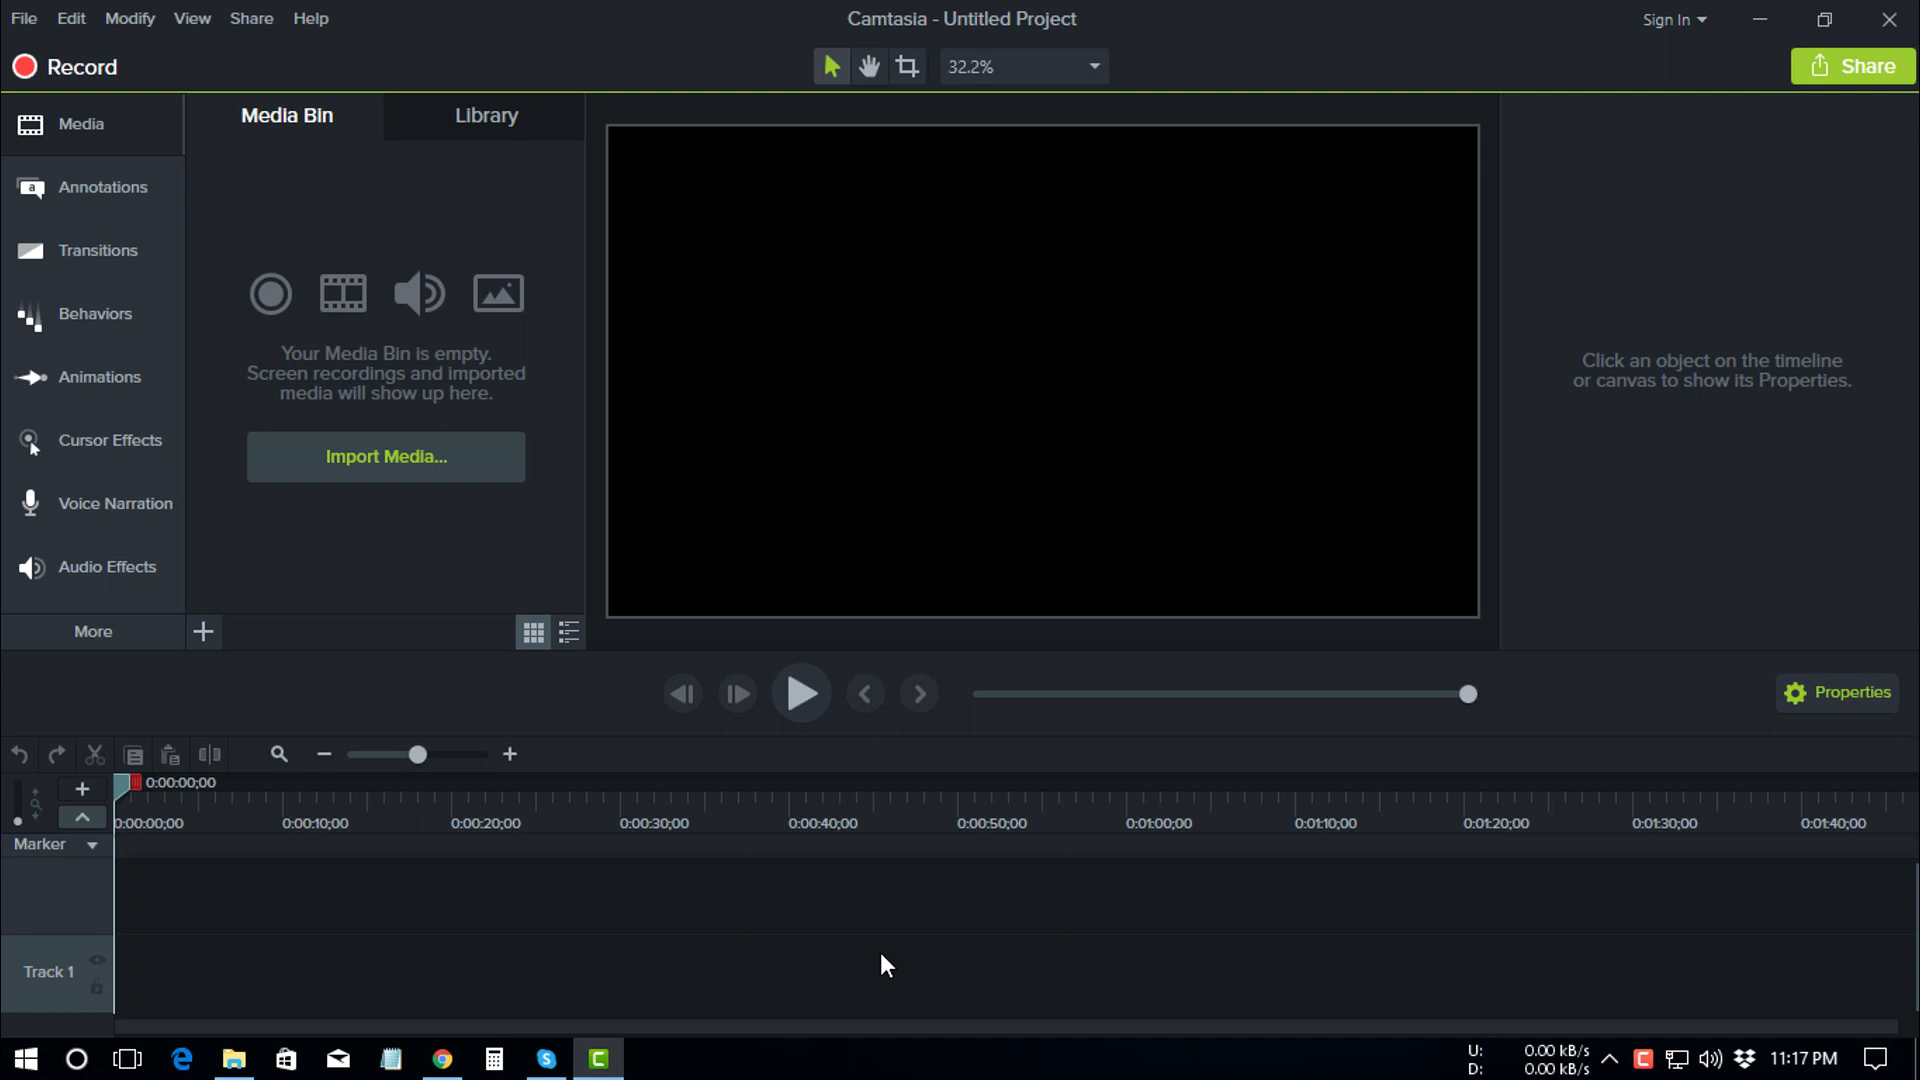 File Edit Modify View Share Help
Camtasia - Untitled Project
Sign In
Record
32.2%
Share
Media
Annotations
Transitions
Behaviors
Animations
Cursor Effects
Voice Narration
Audio Effects
More
Media Bin
Library
Your Media Bin is empty.
Screen recordings and imported
media will show up here.
Import Media...
Click an object on the timeline
or canvas to show its Properties.
Properties
0:00:00;00
0:00:00;00 0:00:10;00 0:00:20;00 0:00:30;00 0:00:40;00 0:00:50;00 0:01:00;00 0:01:10;00 0:01:20;00 0:01:30;00 0:01:40;00
Marker
Track 1
U: 0.00 kB/s
D: 0.00 kB/s
11:17 PM